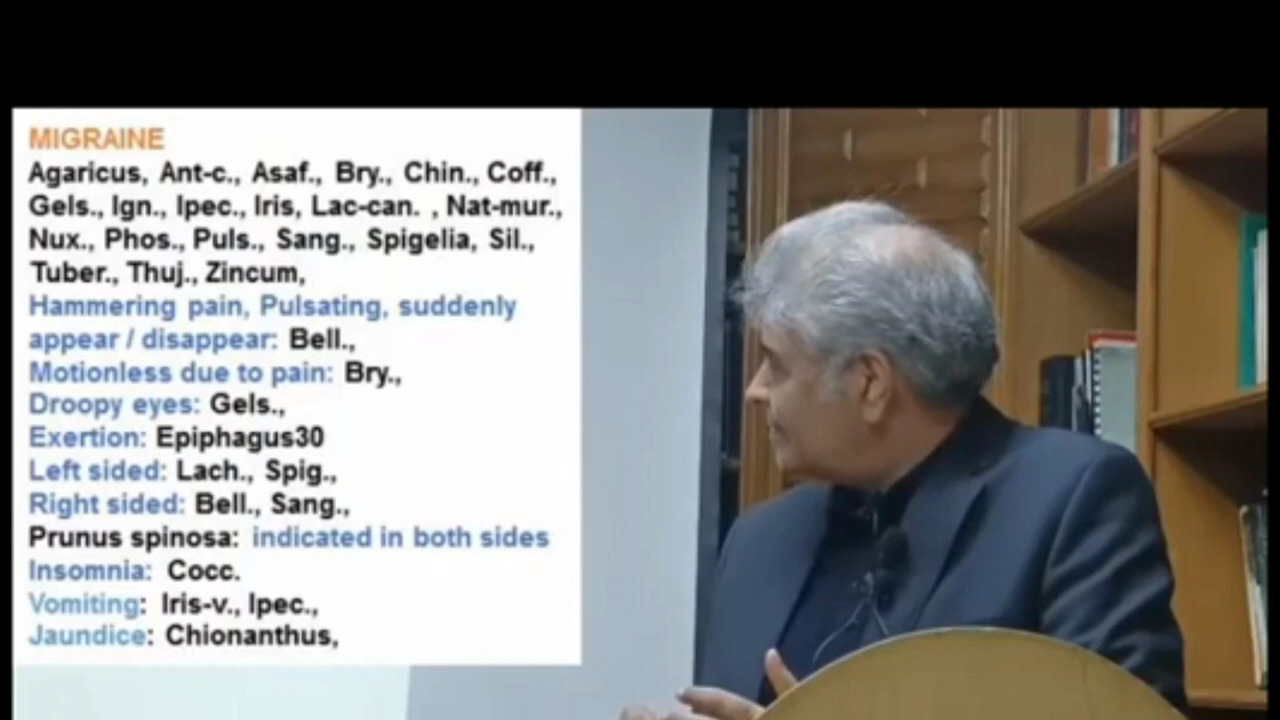 MIGRAINE
Agaricus, Ant-c., Asaf., Bry., Chin., Coff.,
Gels., Ign., Ipec., Iris, Lac-can. , Nat-mur.,
Nux., Phos., Puls., Sang., Spigelia, Sil.,
Tuber., Thuj., Zincum,
Hammering pain, Pulsating, suddenly
appear / disappear: Bell.,
Motionless due to pain: Bry.,
Droopy eyes: Gels.,
Exertion: Epiphagus30
Left sided: Lach., Spig.,
Right sided: Bell., Sang.,
Prunus spinosa: indicated in both sides
Insomnia: Cocc.
Vomiting: Iris-v., Ipec.,
Jaundice: Chionanthus,